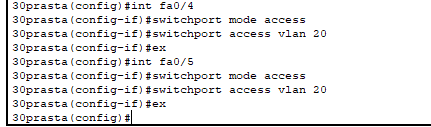 30prasta(config)#int fa0/4
30prasta(config-if)#switchport mode access
30prasta(config-if)#switchport access vlan 20
30prasta(config-if)#ex
30prasta(config)#int fa0/5
30prasta(config-if)#switchport mode access
30prasta(config-if)#switchport access vlan 20
30prasta(config-if)#ex
30prasta(config)#